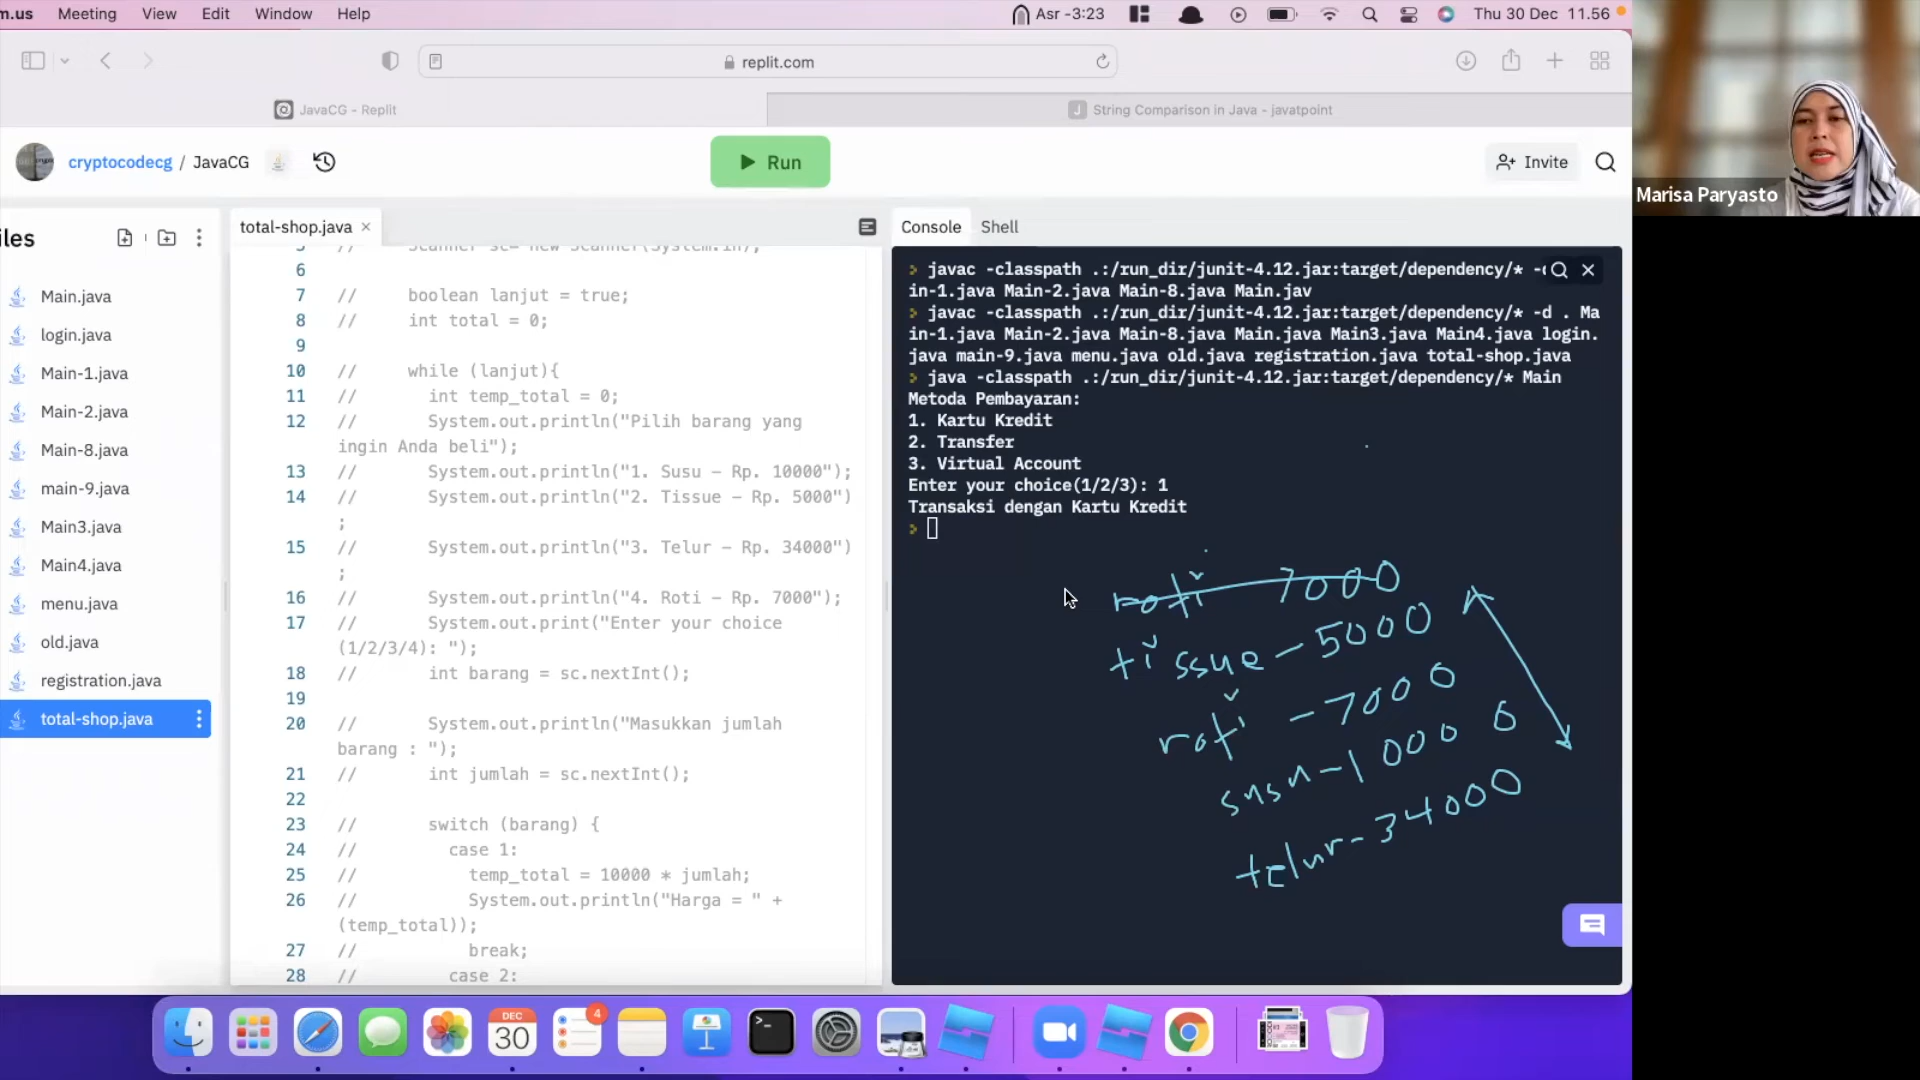 m.us Meeting View Edit Window Help Asr -3:23 Thu 30 Dec 11.56
replit.com
JavaCG - Replit String Comparison in Java - javatpoint
cryptocodecg / JavaCG Run Invite
Marisa Paryasto
iles
Main.java
login.java
Main-1.java
Main-2.java
Main-8.java
main-9.java
Main3.java
Main4.java
menu.java
old.java
registration.java
total-shop.java
total-shop.java ×
5 // Scanner sc= new Scanner(System.in);
6
7 // boolean lanjut = true;
8 // int total = 0;
9
10 // while (lanjut){
11 // int temp_total = 0;
12 // System.out.println("Pilih barang yang
ingin Anda beli");
13 // System.out.println("1. Susu – Rp. 10000");
14 // System.out.println("2. Tissue – Rp. 5000")
;
15 // System.out.println("3. Telur – Rp. 34000")
;
16 // System.out.println("4. Roti – Rp. 7000");
17 // System.out.print("Enter your choice
(1/2/3/4): ");
18 // int barang = sc.nextInt();
19
20 // System.out.println("Masukkan jumlah
barang : ");
21 // int jumlah = sc.nextInt();
22
23 // switch (barang) {
24 // case 1:
25 // temp_total = 10000 * jumlah;
26 // System.out.println("Harga = " +
(temp_total));
27 // break;
28 // case 2:
Console Shell
javac -classpath .:/run_dir/junit-4.12.jar:target/dependency/* -d
in-1.java Main-2.java Main-8.java Main.jav
javac -classpath .:/run_dir/junit-4.12.jar:target/dependency/* -d . Ma
in-1.java Main-2.java Main-8.java Main.java Main3.java Main4.java login.
java main-9.java menu.java old.java registration.java total-shop.java
java -classpath .:/run_dir/junit-4.12.jar:target/dependency/* Main
Metoda Pembayaran:
1. Kartu Kredit
2. Transfer
3. Virtual Account
Enter your choice(1/2/3): 1
Transaksi dengan Kartu Kredit
roti 7000
tissue – 5000
roti – 7000
susu – 10000
telur – 34000
DEC
30
4